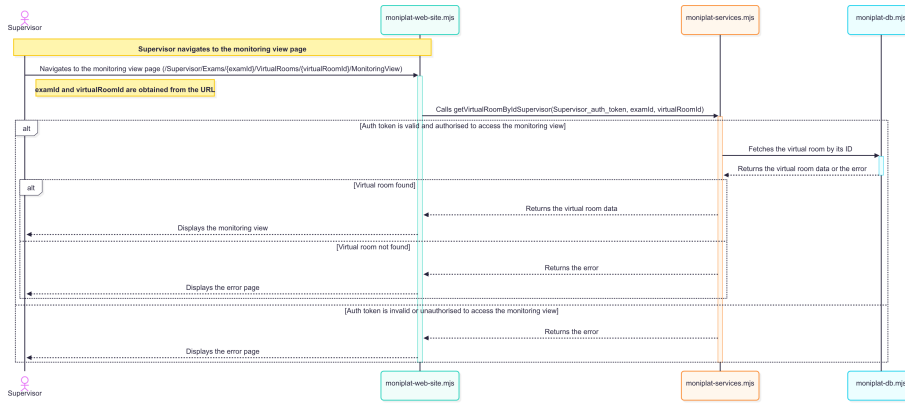 Supervisor
moniplat-web-site.mjs
moniplat-services.mjs
moniplat-db.mjs
Supervisor navigates to the monitoring view page
Navigates to the monitoring view page (/Supervisor/Exams/{examId}/VirtualRooms/{virtualRoomId}/MonitoringView)
examId and virtualRoomId are obtained from the URL
Calls getVirtualRoomByIdSupervisor(Supervisor_auth_token, examId, virtualRoomId)
alt
[Auth token is valid and authorised to access the monitoring view]
Fetches the virtual room by its ID
Returns the virtual room data or the error
alt
[Virtual room found]
Returns the virtual room data
Displays the monitoring view
[Virtual room not found]
Returns the error
Displays the error page
[Auth token is invalid or unauthorised to access the monitoring view]
Returns the error
Displays the error page
Supervisor
moniplat-web-site.mjs
moniplat-services.mjs
moniplat-db.mjs